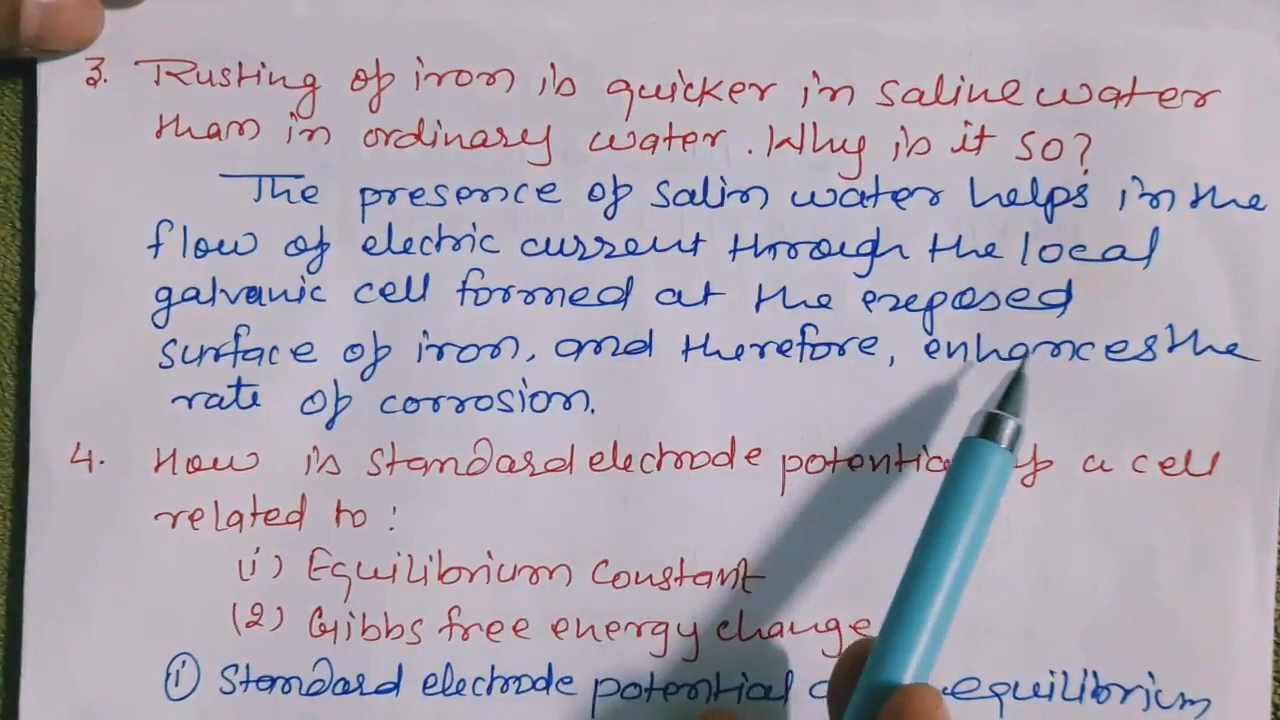 3. Rusting of iron is quicker in saline water
than in ordinary water. Why is it so?
The presence of salin water helps in the
flow of electric current through the local
galvanic cell formed at the exposed
surface of iron, and therefore, enhances the
rate of corrosion.
4. How is standard electrode potential of a cell
related to:
(i) Equilibrium Constant
(2) Gibbs free energy change
① Standard electrode potential equilibrium